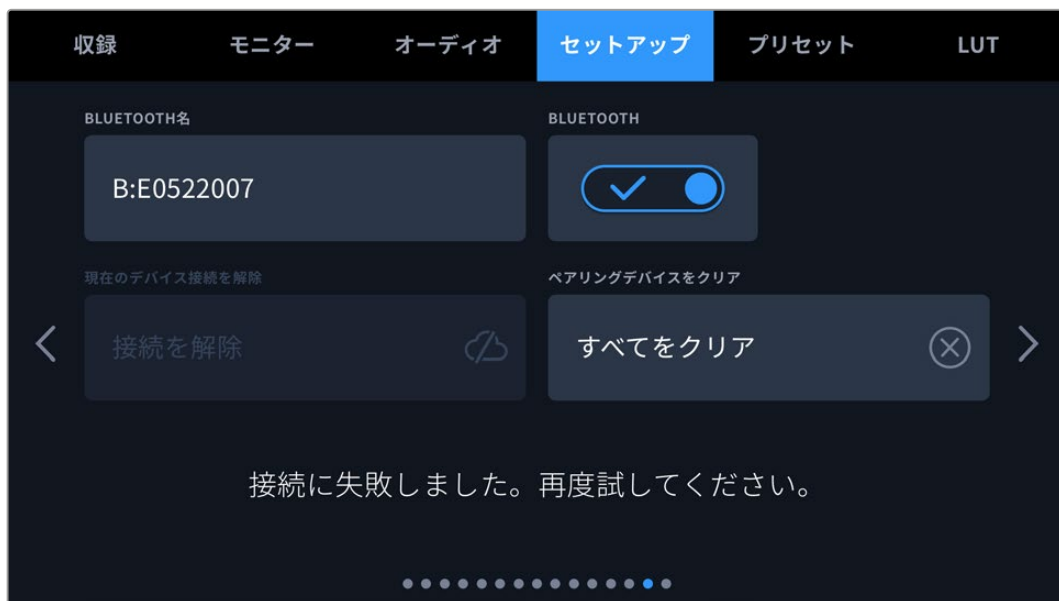 収録 モニター オーディオ セットアップ プリセット LUT
BLUETOOTH名 BLUETOOTH
B:E0522007
現在のデバイス接続を解除 ペアリングデバイスをクリア
接続を解除 すべてをクリア
接続に失敗しました。再度試してください。